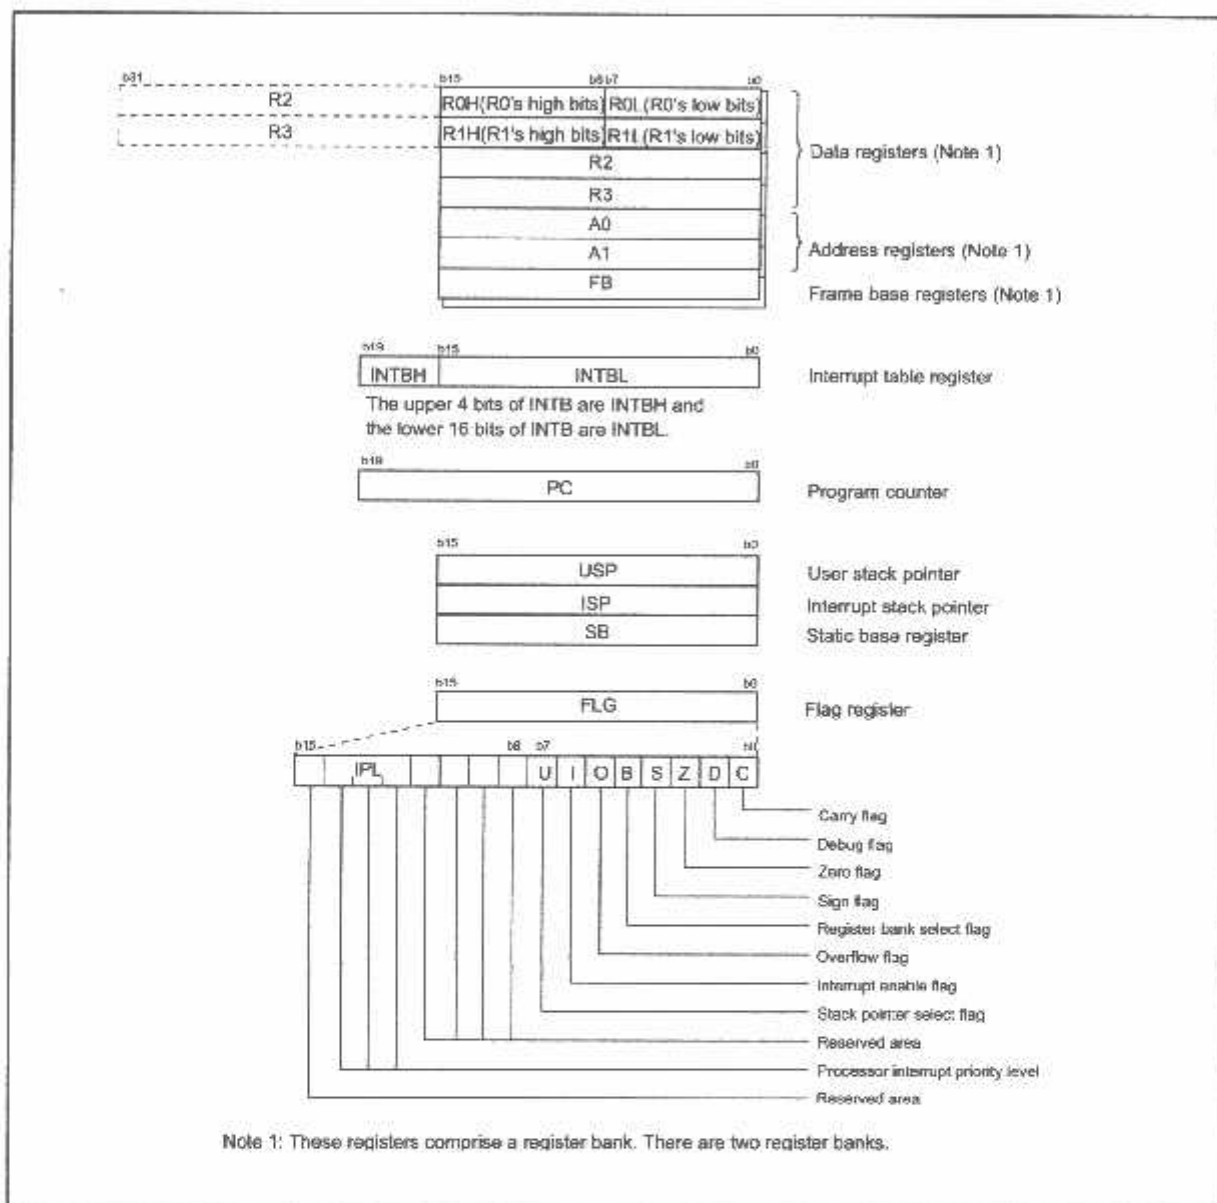 b31 b15 b8 b7 b0
R2 R0H(R0's high bits) R0L(R0's low bits)
R3 R1H(R1's high bits) R1L(R1's low bits)
R2
R3
Data registers (Note 1)
A0
A1
Address registers (Note 1)
FB
Frame base registers (Note 1)
b19 b15 b0
INTBH INTBL
Interrupt table register
The upper 4 bits of INTB are INTBH and
the lower 16 bits of INTB are INTBL.
b19 b0
PC
Program counter
b15 b0
USP
User stack pointer
ISP
Interrupt stack pointer
SB
Static base register
b15 b0
FLG
Flag register
b15 b8 b7 b0
IPL U I O B S Z D C
Carry flag
Debug flag
Zero flag
Sign flag
Register bank select flag
Overflow flag
Interrupt enable flag
Stack pointer select flag
Reserved area
Processor interrupt priority level
Reserved area
Note 1: These registers comprise a register bank. There are two register banks.